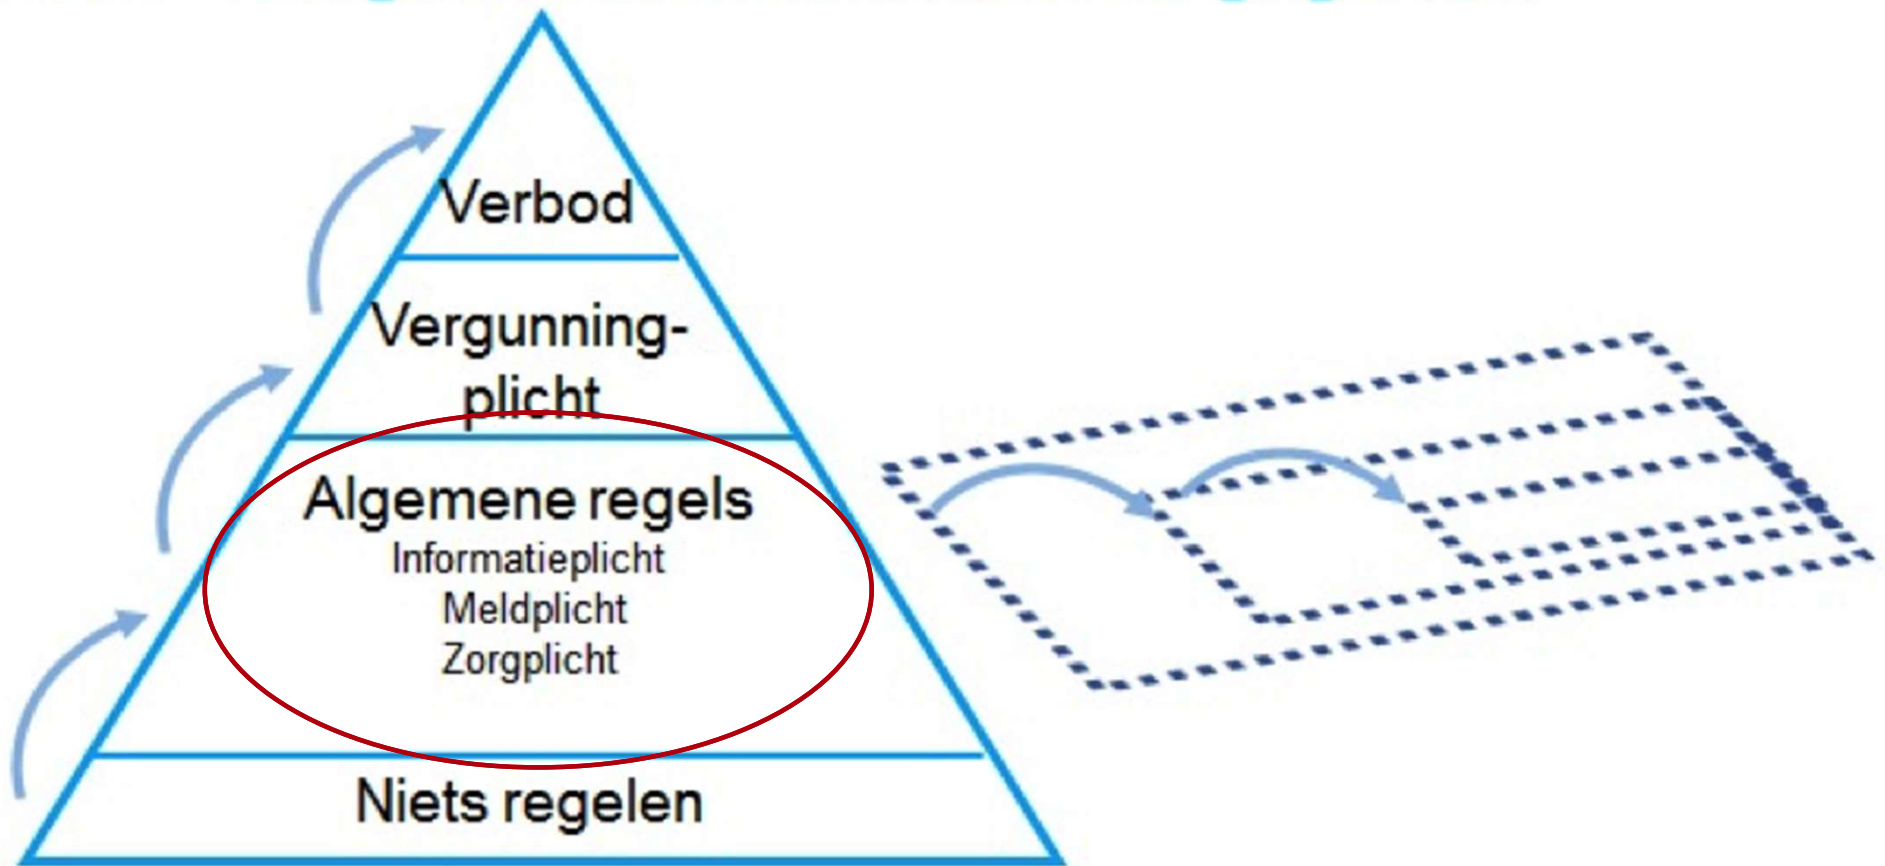 Verbod
Vergunning-
plicht
Algemene regels
Informatieplicht
Meldplicht
Zorgplicht
Niets regelen